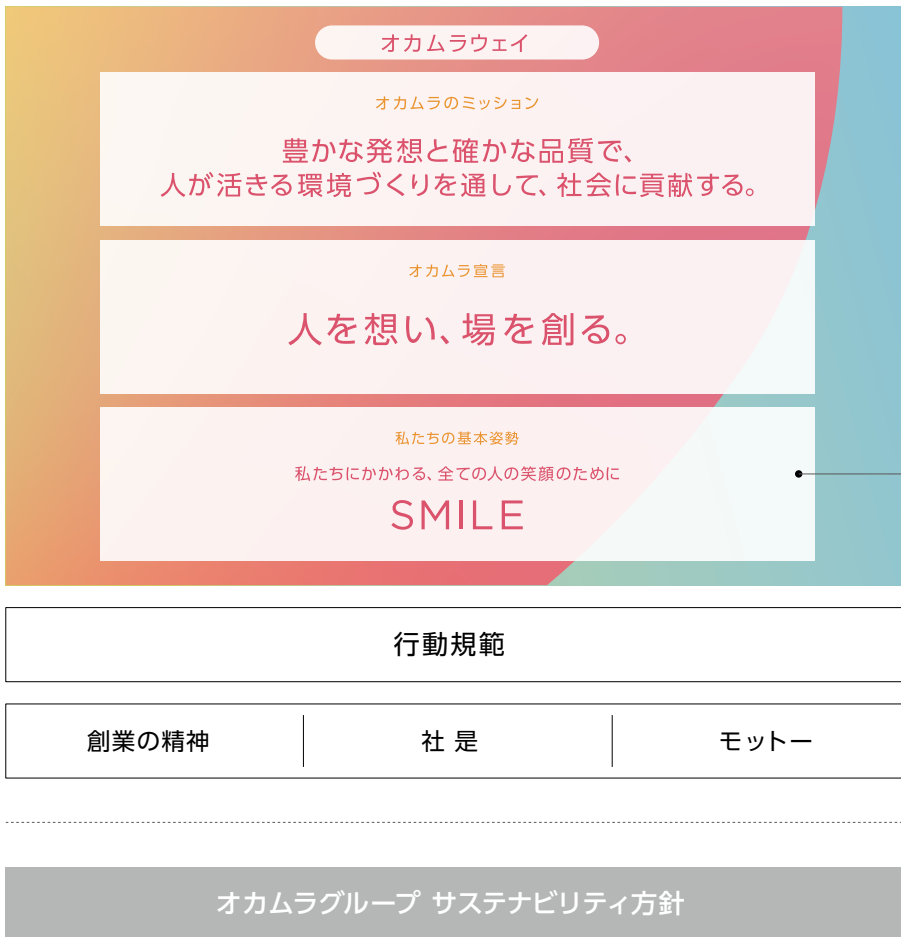 オカムラウェイ
オカムラのミッション
豊かな発想と確かな品質で、
人が活きる環境づくりを通して、社会に貢献する。
オカムラ宣言
人を想い、場を創る。
私たちの基本姿勢
私たちにかかわる、全ての人の笑顔のために
SMILE
行動規範
創業の精神 社 是 モットー
オカムラグループ サステナビリティ方針